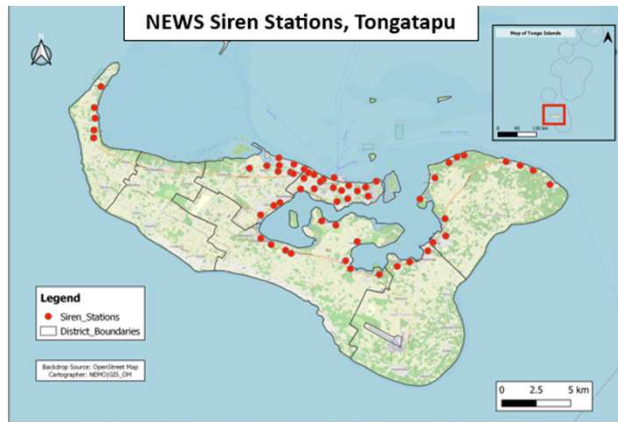 NEWS Siren Stations, Tongatapu
N
Map of Tonga Islands
Legend
Siren_Stations
District_Boundaries
Backdrop Source: OpenStreet Map
Cartographer: NEMO|GIS_OM
0 2.5 5 km